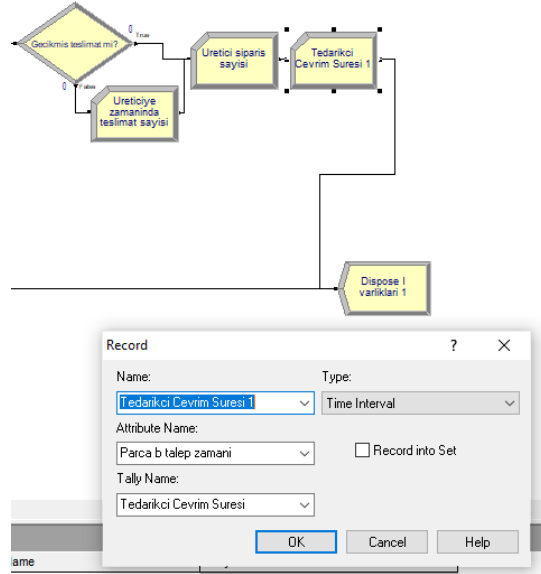 0
True
Gecikmis teslimat mi?
0
False
Ureticiye
zamaninda
teslimat sayisi
Uretici siparis
sayisi
Tedarikci
Cevrim Suresi 1
Dispose I
varliklari 1
Record
? X
Name:
Type:
Tedarikci Cevrim Suresi 1
Time Interval
Attribute Name:
Parca b talep zamani
Record into Set
Tally Name:
Tedarikci Cevrim Suresi
OK
Cancel
Help